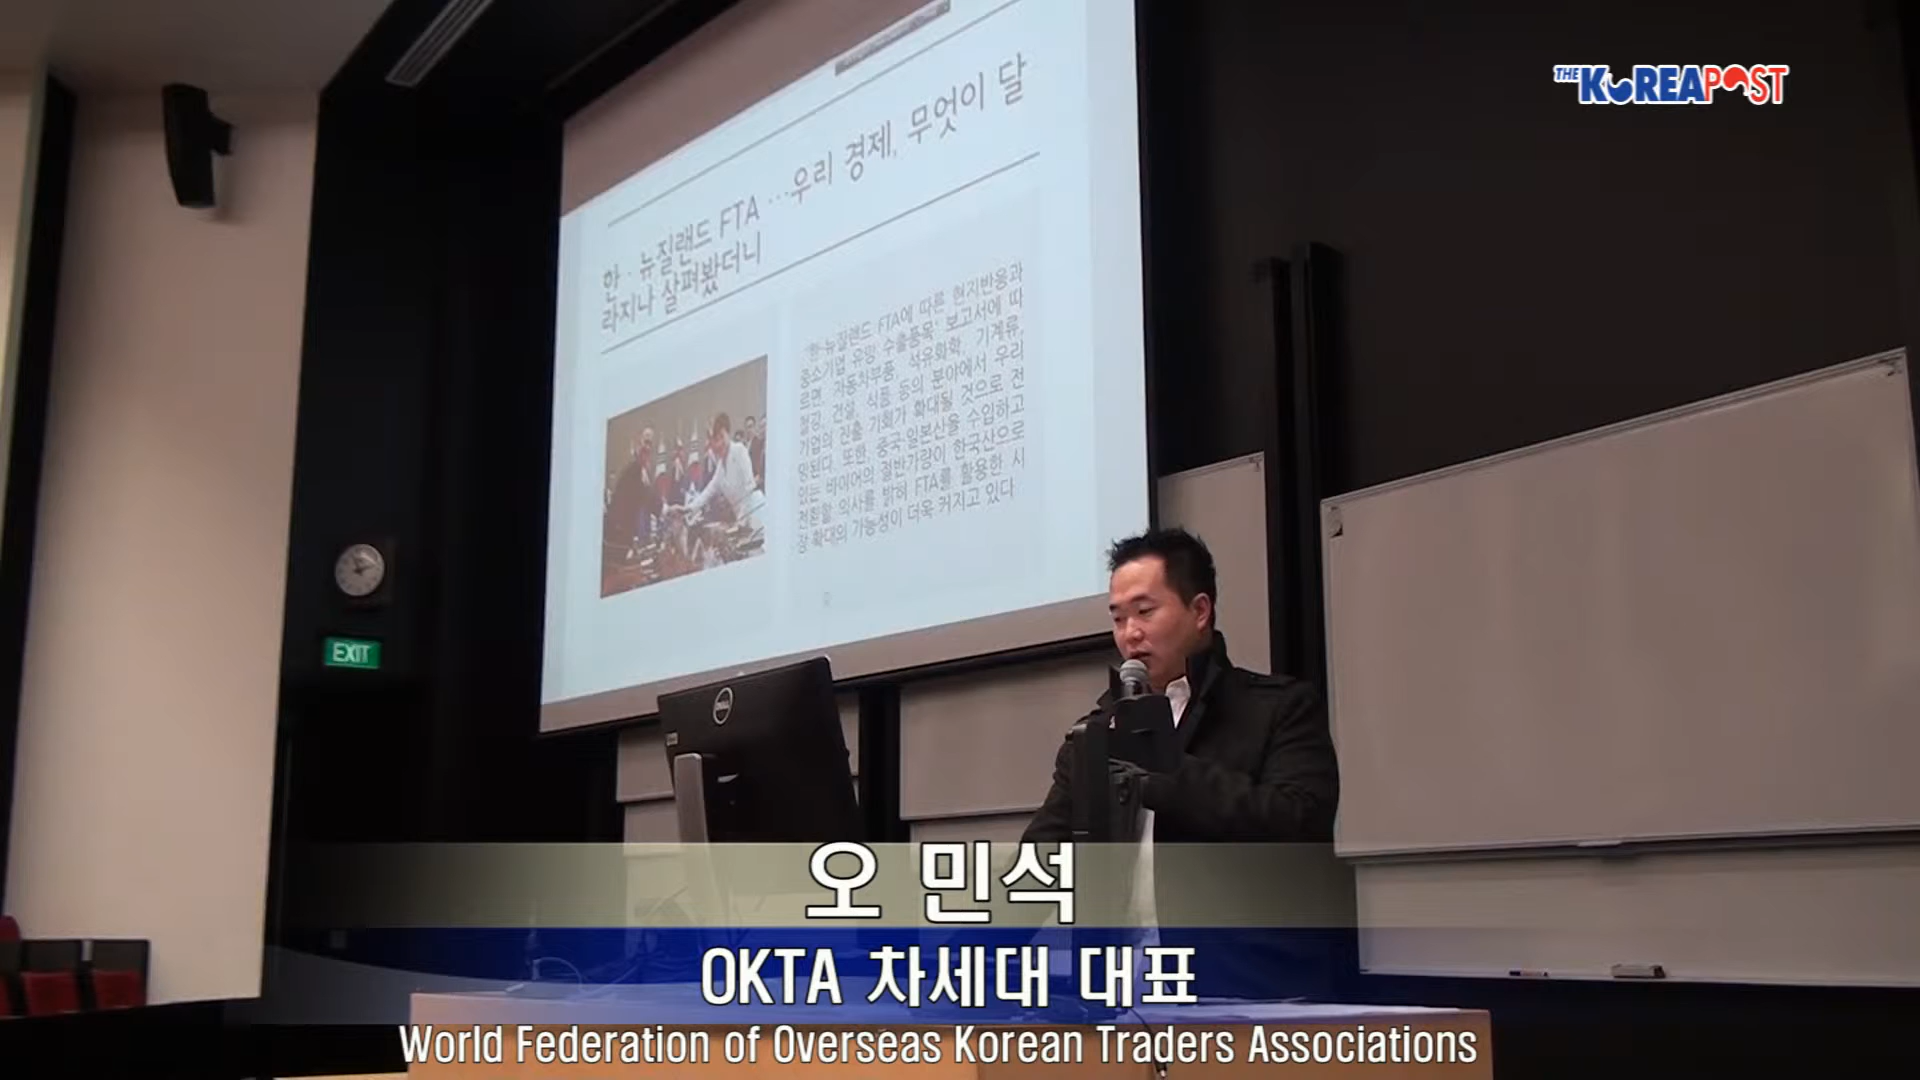 THE KOREAPOST
한·뉴질랜드 FTA …우리 경제, 무엇이 달
라지나 살펴봤더니
'한·뉴질랜드 FTA에 따른 현지반응과
중소기업 유망 수출품목' 보고서에 따
르면 자동차부품, 석유화학, 기계류,
철강, 건설, 식품 등의 분야에서 우리
기업의 진출 기회가 확대될 것으로 전
망된다. 또한, 중국·일본산을 수입하고
있는 바이어의 절반가량이 한국산으로
전환할 의사를 밝혀 FTA를 활용한 시
장 확대의 가능성이 더욱 커지고 있다
EXIT
DELL
오 민석
OKTA 차세대 대표
World Federation of Overseas Korean Traders Associations